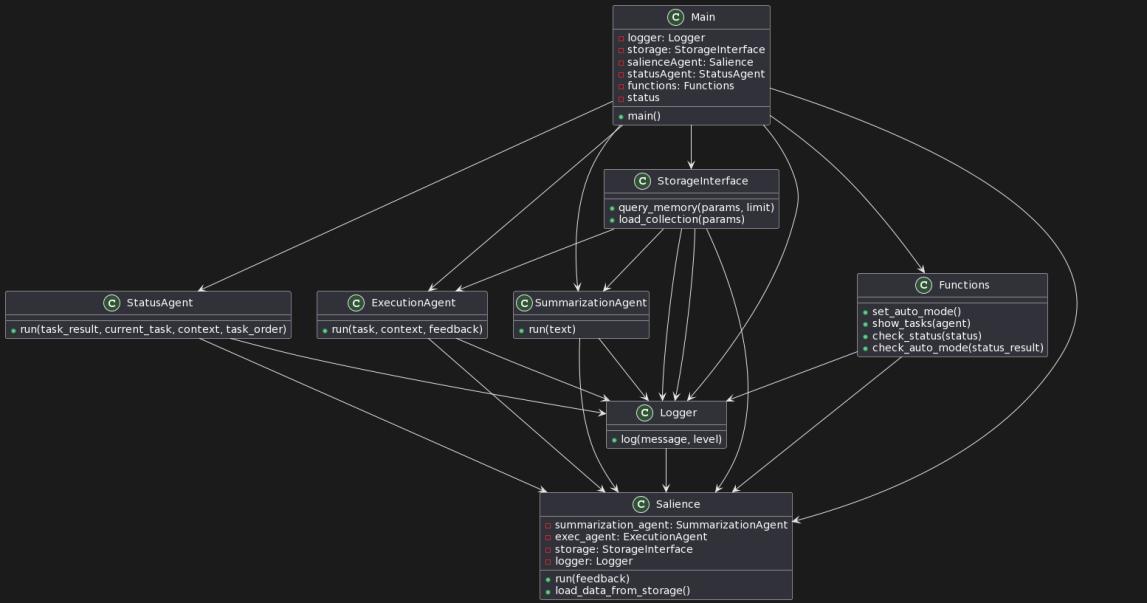 C Main
logger: Logger
storage: StorageInterface
salienceAgent: Salience
statusAgent: StatusAgent
functions: Functions
status
main()
C StorageInterface
query_memory(params, limit)
load_collection(params)
C Functions
set_auto_mode()
show_tasks(agent)
check_status(status)
check_auto_mode(status_result)
C StatusAgent
run(task_result, current_task, context, task_order)
C ExecutionAgent
run(task, context, feedback)
C SummarizationAgent
run(text)
C Logger
log(message, level)
C Salience
summarization_agent: SummarizationAgent
exec_agent: ExecutionAgent
storage: StorageInterface
logger: Logger
run(feedback)
load_data_from_storage()